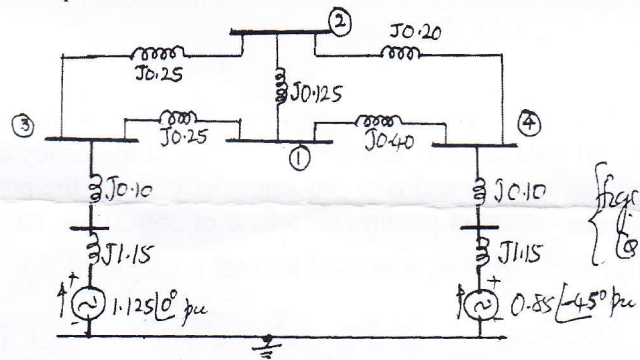 ②
J0.25
J0.20
J0.125
③
J0.25
①
J0.40
④
J0.10
J0.10
J1.15
J1.15
+
1.125∠0° pu
-
+
0.85∠-45° pu
-